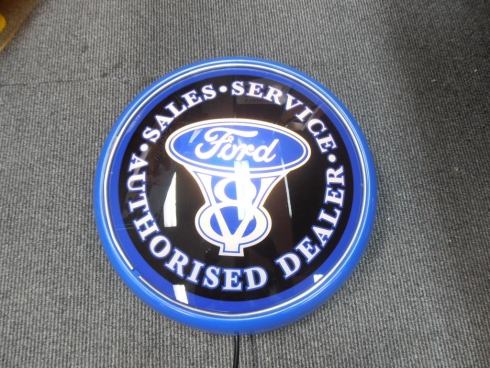 • SALES • SERVICE •
Ford
V8
AUTHORISED DEALER